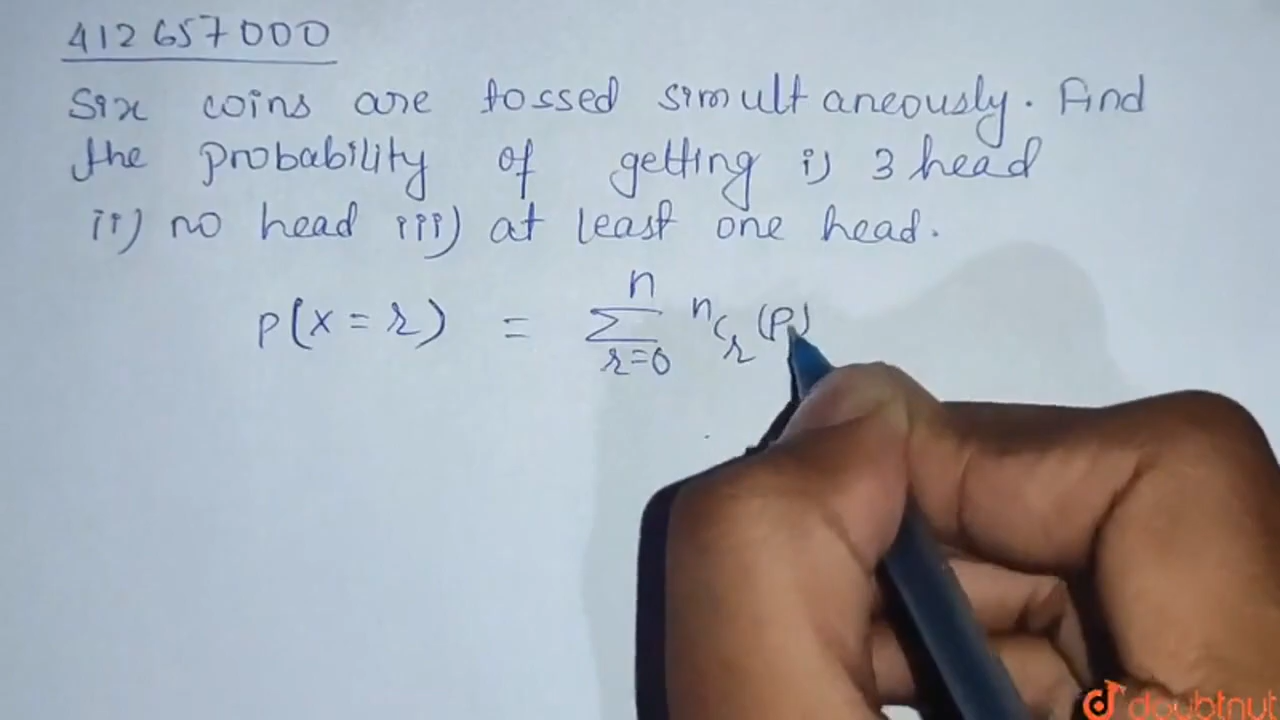 412657000
Six coins are tossed simultaneously. Find
the probability of getting i) 3 head
ii) no head iii) at least one head.
n
P(X = r) = Σ nCr (P)
r=0
doubtnut